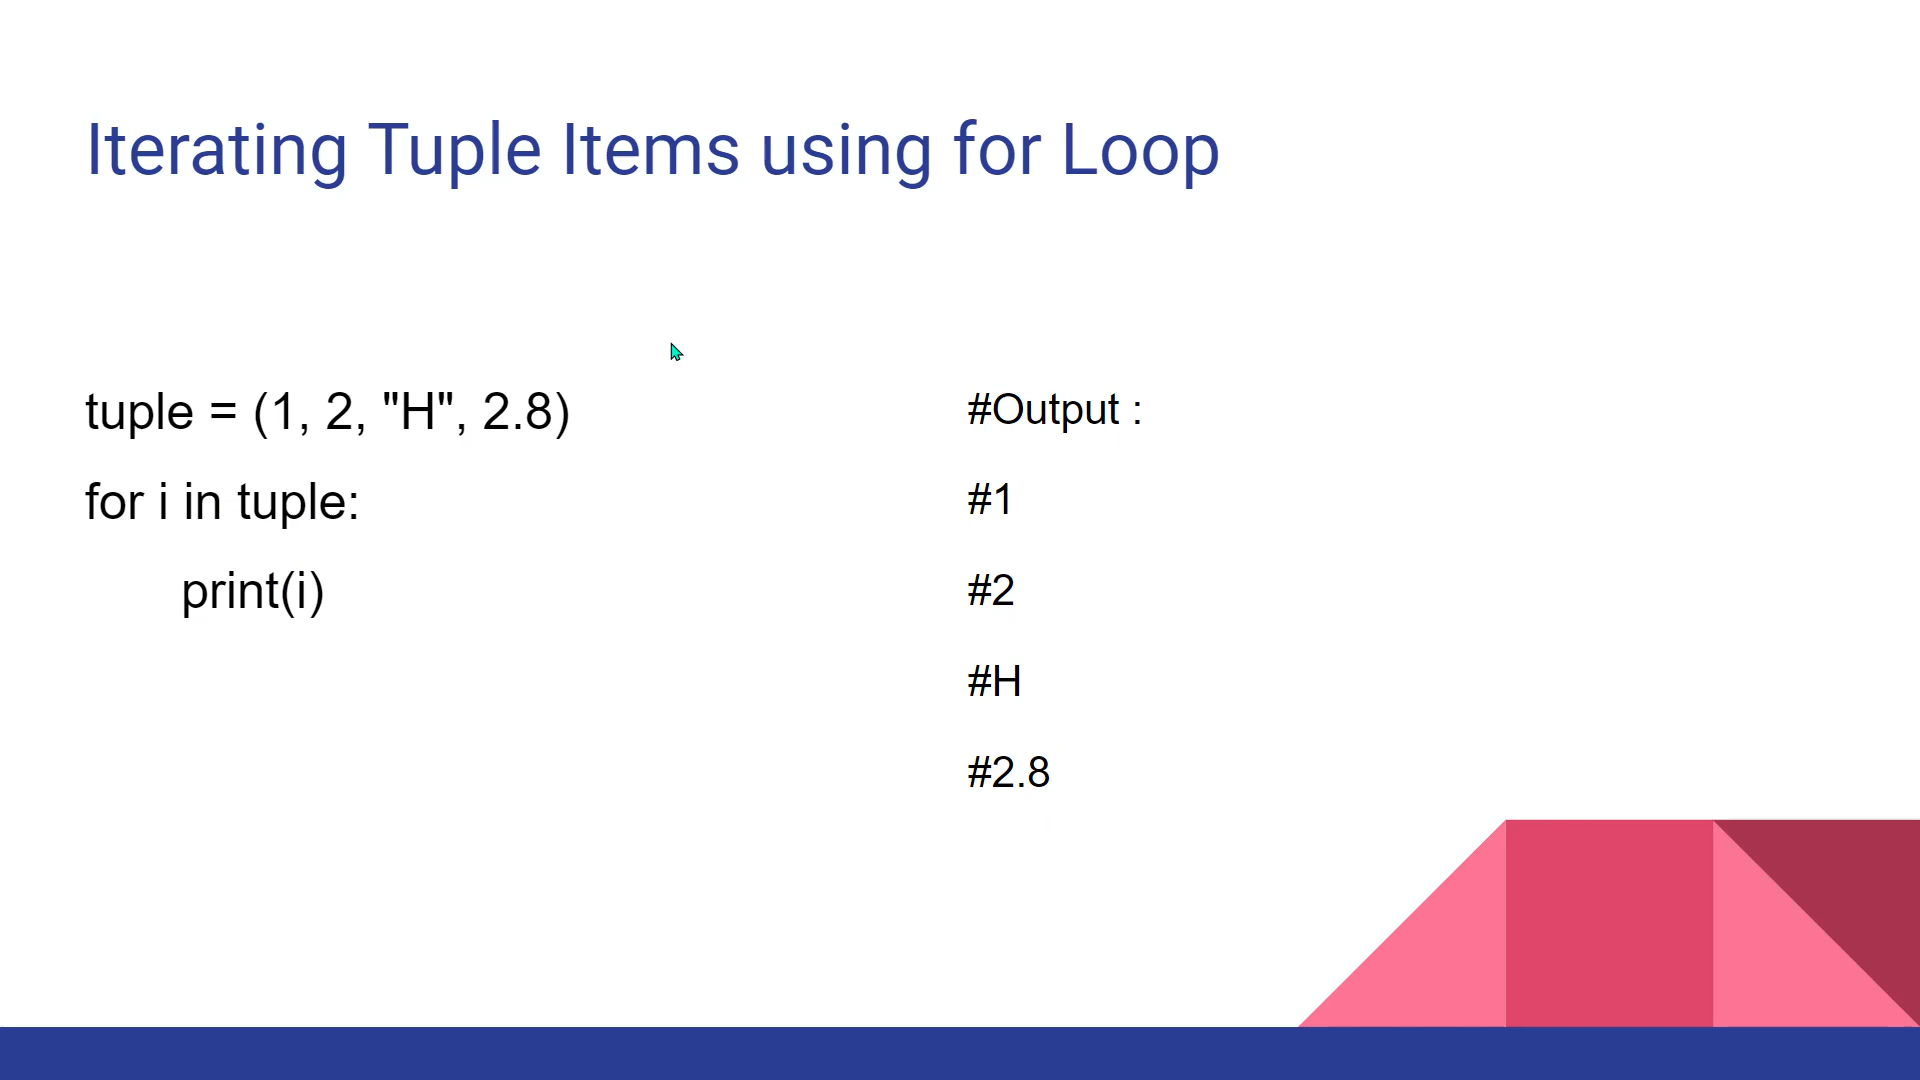 Iterating Tuple Items using for Loop
tuple = (1, 2, "H", 2.8)
for i in tuple:
print(i)
#Output :
#1
#2
#H
#2.8